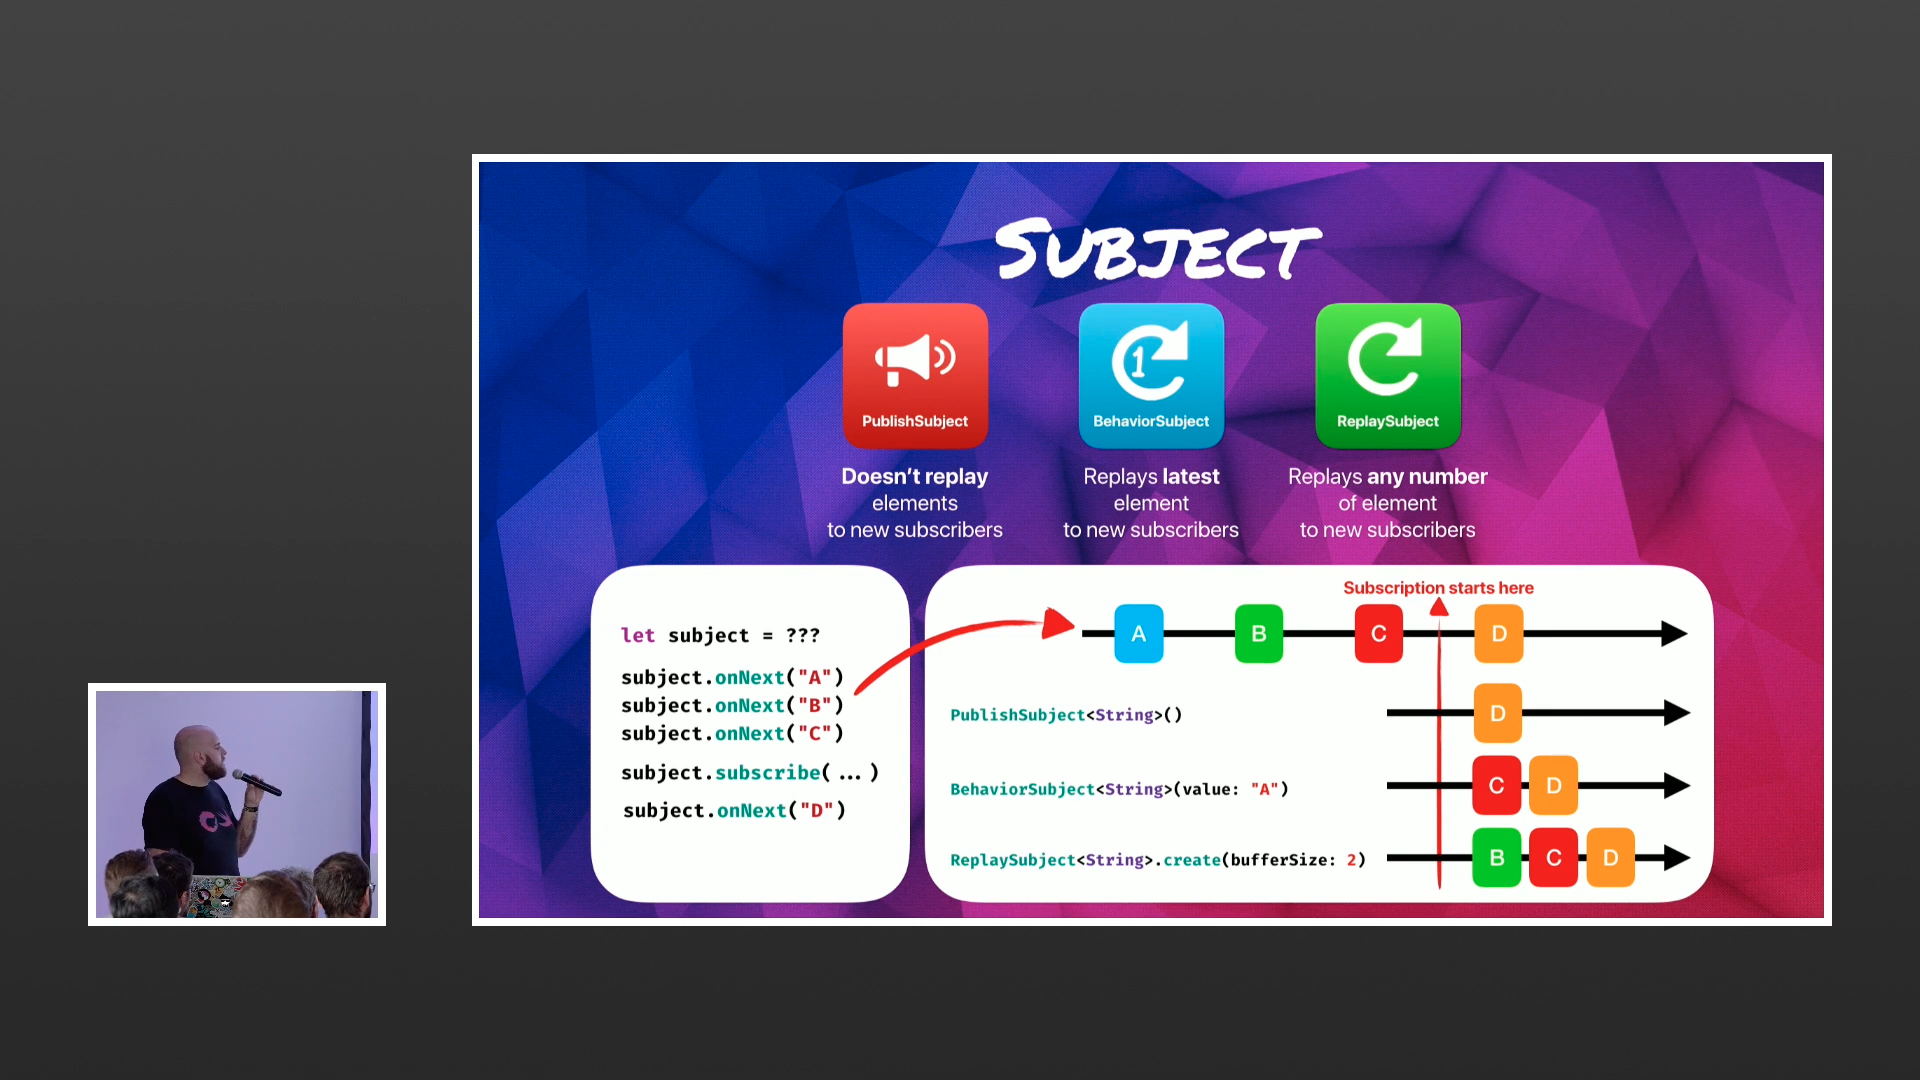 SUBJECT
PublishSubject
1
BehaviorSubject
ReplaySubject
Doesn't replay
elements
to new subscribers
Replays latest
element
to new subscribers
Replays any number
of element
to new subscribers
let subject = ???
subject.onNext("A")
subject.onNext("B")
subject.onNext("C")
subject.subscribe(...)
subject.onNext("D")
Subscription starts here
A B C D
PublishSubject<String>()
D
BehaviorSubject<String>(value: "A")
C D
ReplaySubject<String>.create(bufferSize: 2)
B C D